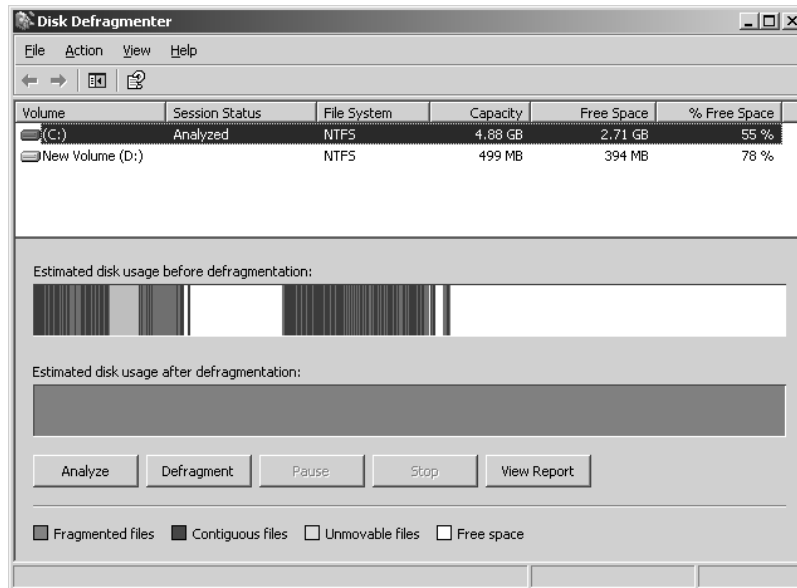 Disk Defragmenter
File Action View Help
Volume Session Status File System Capacity Free Space % Free Space
(C:) Analyzed NTFS 4.88 GB 2.71 GB 55 %
New Volume (D:) NTFS 499 MB 394 MB 78 %
Estimated disk usage before defragmentation:
Estimated disk usage after defragmentation:
Analyze Defragment Pause Stop View Report
Fragmented files Contiguous files Unmovable files Free space